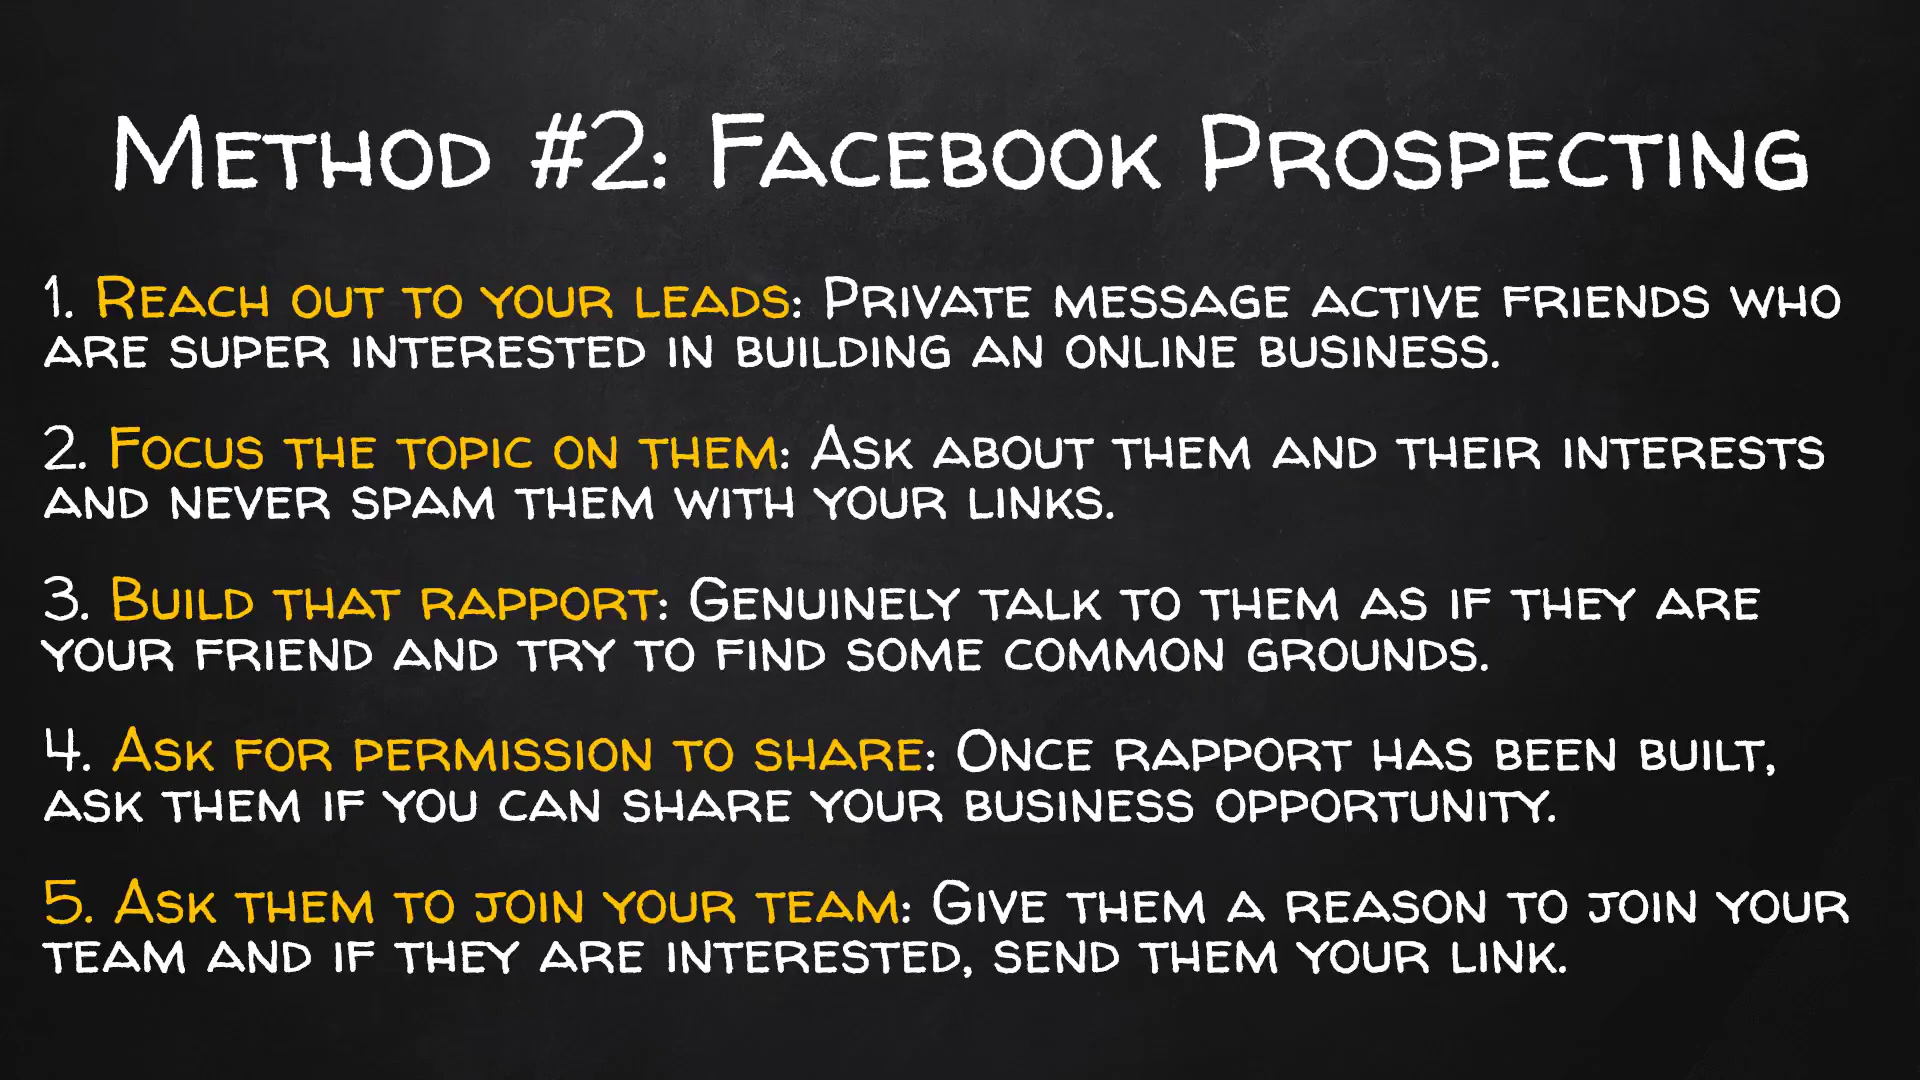 Method #2: Facebook Prospecting
1. Reach out to your leads: Private message active friends who
are super interested in building an online business.
2. Focus the topic on them: Ask about them and their interests
and never spam them with your links.
3. Build that rapport: Genuinely talk to them as if they are
your friend and try to find some common grounds.
4. Ask for permission to share: Once rapport has been built,
ask them if you can share your business opportunity.
5. Ask them to join your team: Give them a reason to join your
team and if they are interested, send them your link.